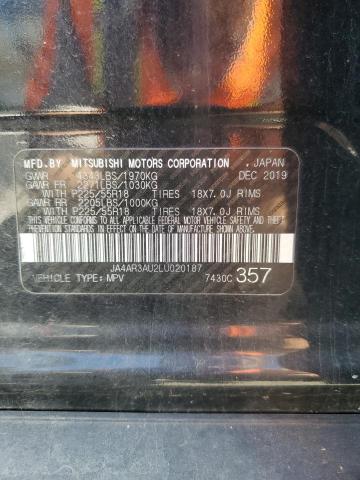 MFD.BY MITSUBISHI MOTORS CORPORATION , JAPAN
GVWR 4343LBS/1970KG DEC 2019
GAWR FR 2271LBS/1030KG
WITH P225/55R18 TIRES 18X7.0J RIMS
GAWR RR 2205LBS/1000KG
WITH P225/55R18 TIRES 18X7.0J RIMS
THIS VEHICLE CONFORMS TO ALL APPLICABLE FEDERAL
MOTOR VEHICLE SAFETY AND THEFT PREVENTION STANDARDS
IN EFFECT ON THE DATE OF MANUFACTURE SHOWN ABOVE.
JA4AR3AU2LU020187
VEHICLE TYPE:MPV 7430C 357